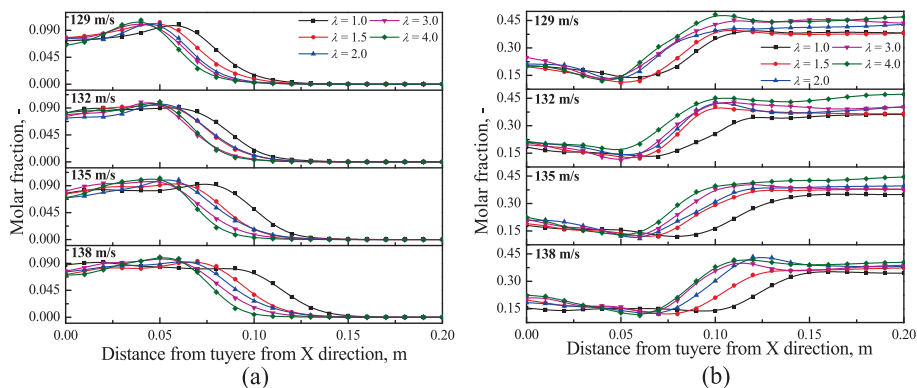 129 m/s
λ = 1.0 λ = 3.0
λ = 1.5 λ = 4.0
λ = 2.0
0.090
0.045
0.000
132 m/s
0.090
0.045
0.000
135 m/s
0.090
0.045
0.000
138 m/s
0.090
0.045
0.000
Molar fraction, -
0.00 0.05 0.10 0.15 0.20
Distance from tuyere from X direction, m
(a)
129 m/s
λ = 1.0 λ = 3.0
λ = 1.5 λ = 4.0
λ = 2.0
0.45
0.30
0.15
132 m/s
0.45
0.30
0.15
135 m/s
0.45
0.30
0.15
138 m/s
0.45
0.30
0.15
Molar fraction, -
0.00 0.05 0.10 0.15 0.20
Distance from tuyere from X direction, m
(b)